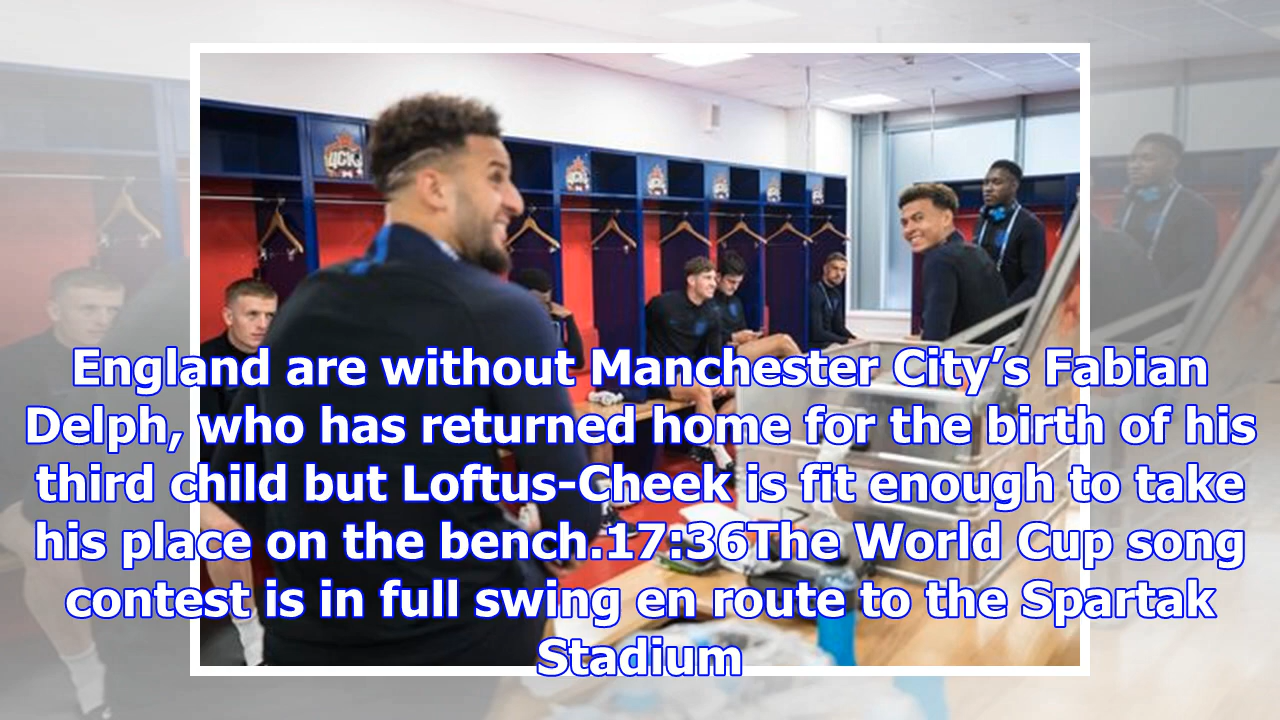 England are without Manchester City’s Fabian
Delph, who has returned home for the birth of his
third child but Loftus-Cheek is fit enough to take
his place on the bench.17:36The World Cup song
contest is in full swing en route to the Spartak
Stadium